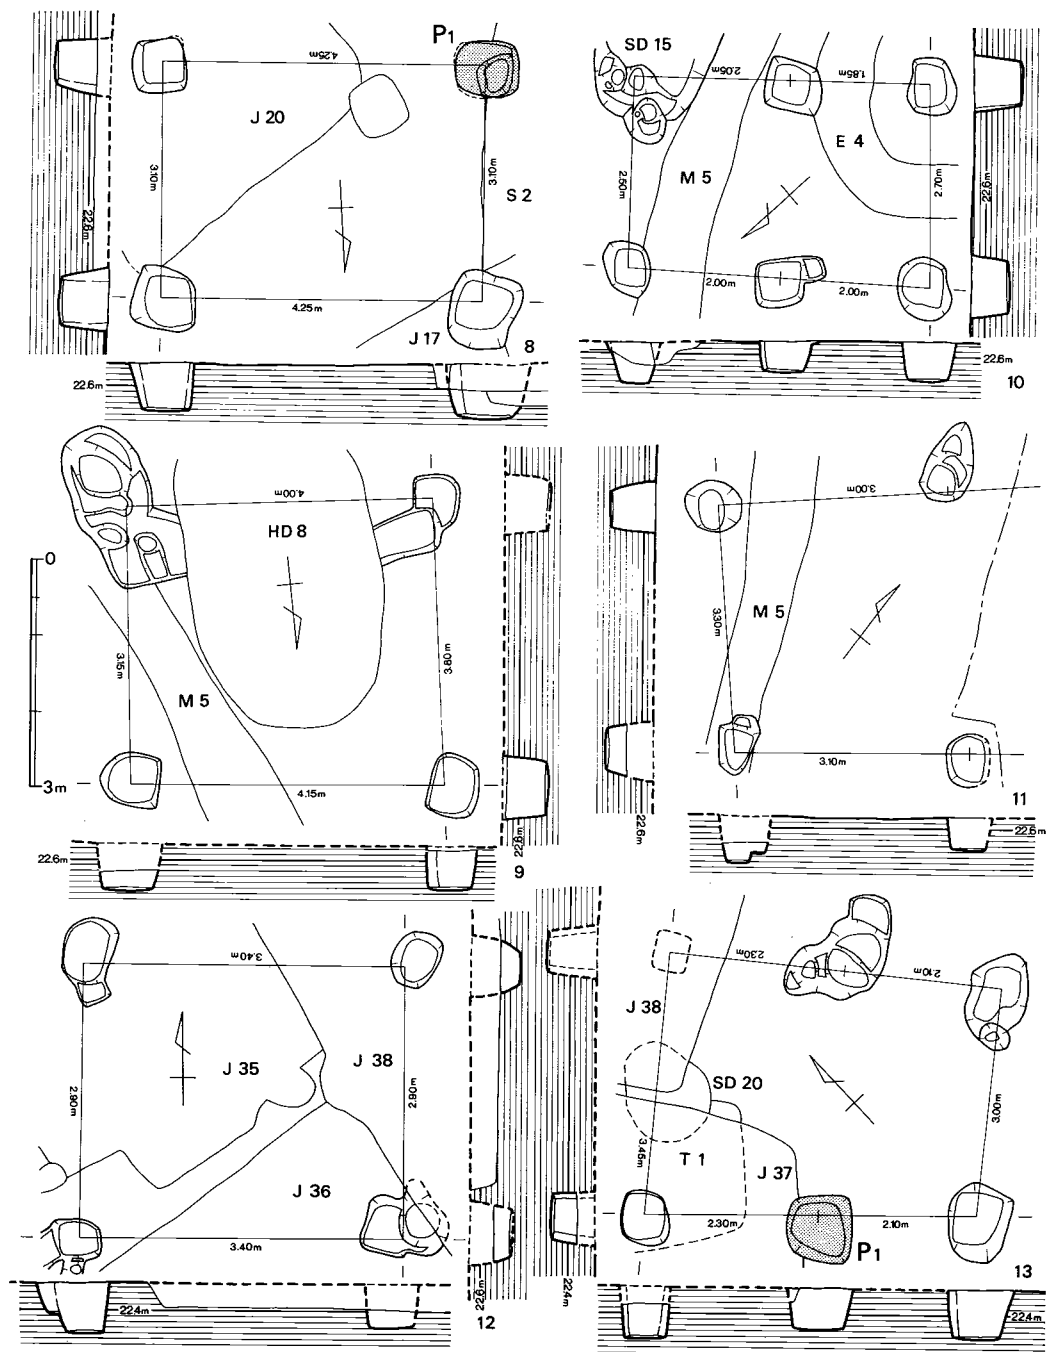 4.25m
P1
J 20
3.10m
3.10m
S 2
22.6m
4.25m
J 17
8
22.6m
SD 15
2.05m
1.85m
E 4
M 5
2.50m
2.70m
22.6m
2.00m
2.00m
22.6m
10
4.00m
HD 8
0
3.15m
3.80m
M 5
3m
4.15m
22.6m
22.6m
9
3.00m
3.30m
M 5
3.10m
11
22.6m
22.6m
3.40m
J 35
J 38
2.90m
2.90m
J 36
3.40m
22.4m
22.6m
12
2.30m
2.10m
J 38
SD 20
3.00m
3.45m
T 1
J 37
2.30m
2.10m
P1
22.4m
13
22.4m